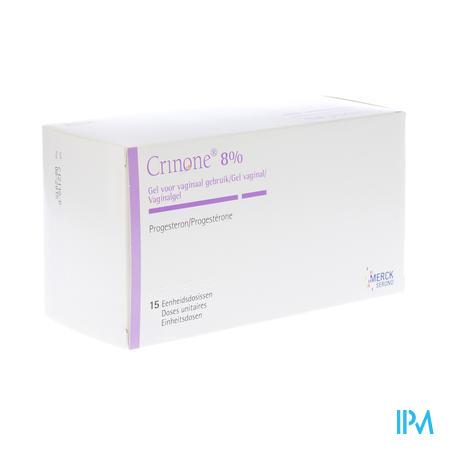 Crinone® 8%
Gel voor vaginaal gebruik/Gel vaginal/
Vaginalgel
Progesteron/Progestérone
15 Eenheidsdosissen
Doses unitaires
Einheitsdosen
MERCK
SERONO
IPM